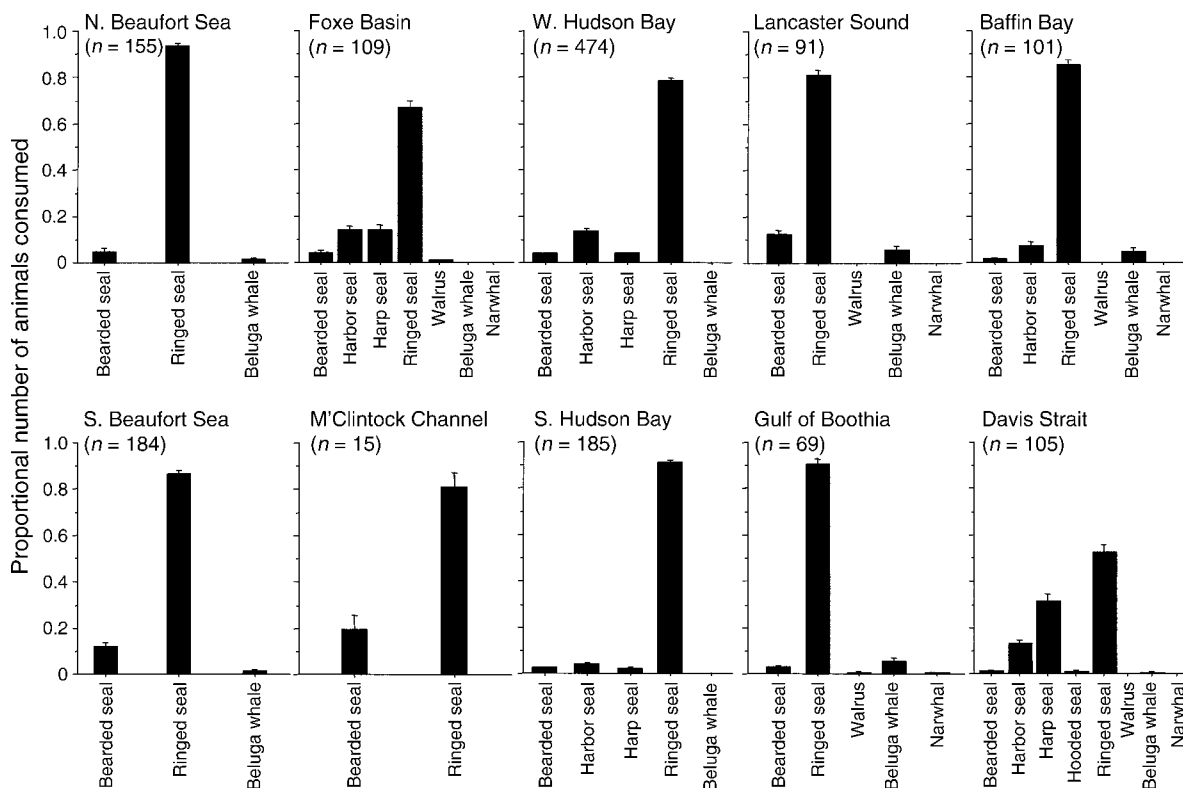 Proportional number of animals consumed
N. Beaufort Sea
(n = 155)
1.0
0.8
0.6
0.4
0.2
0
Bearded seal
Ringed seal
Beluga whale
Foxe Basin
(n = 109)
Bearded seal
Harbor seal
Harp seal
Ringed seal
Walrus
Beluga whale
Narwhal
W. Hudson Bay
(n = 474)
Bearded seal
Harbor seal
Harp seal
Ringed seal
Beluga whale
Lancaster Sound
(n = 91)
Bearded seal
Ringed seal
Walrus
Beluga whale
Narwhal
Baffin Bay
(n = 101)
Bearded seal
Harbor seal
Ringed seal
Walrus
Beluga whale
Narwhal
S. Beaufort Sea
(n = 184)
1.0
0.8
0.6
0.4
0.2
0
Bearded seal
Ringed seal
Beluga whale
M'Clintock Channel
(n = 15)
Bearded seal
Ringed seal
S. Hudson Bay
(n = 185)
Bearded seal
Harbor seal
Harp seal
Ringed seal
Beluga whale
Gulf of Boothia
(n = 69)
Bearded seal
Ringed seal
Walrus
Beluga whale
Narwhal
Davis Strait
(n = 105)
Bearded seal
Harbor seal
Harp seal
Hooded seal
Ringed seal
Walrus
Beluga whale
Narwhal